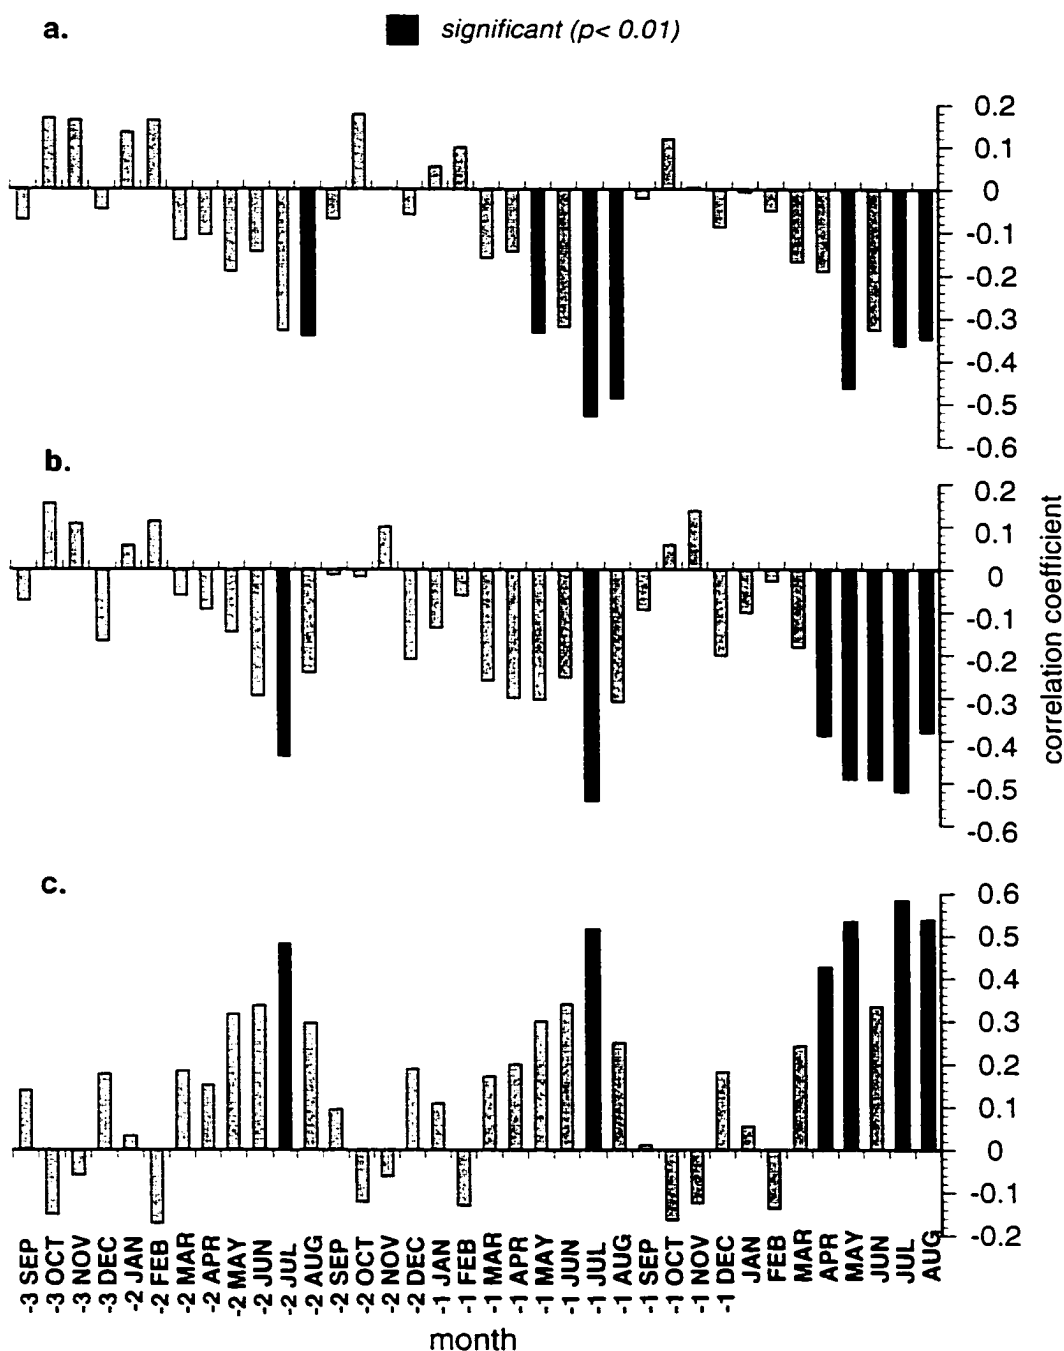 a.
significant (p< 0.01)
0.2
0.1
0
-0.1
-0.2
-0.3
-0.4
-0.5
-0.6
b.
0.2
0.1
0
-0.1
-0.2
-0.3
-0.4
-0.5
-0.6
correlation coefficient
c.
0.6
0.5
0.4
0.3
0.2
0.1
0
-0.1
-0.2
-3 SEP
-3 OCT
-3 NOV
-3 DEC
-2 JAN
-2 FEB
-2 MAR
-2 APR
-2 MAY
-2 JUN
-2 JUL
-2 AUG
-2 SEP
-2 OCT
-2 NOV
-2 DEC
-1 JAN
-1 FEB
-1 MAR
-1 APR
-1 MAY
-1 JUN
-1 JUL
-1 AUG
-1 SEP
-1 OCT
-1 NOV
-1 DEC
JAN
FEB
MAR
APR
MAY
JUN
JUL
AUG
month